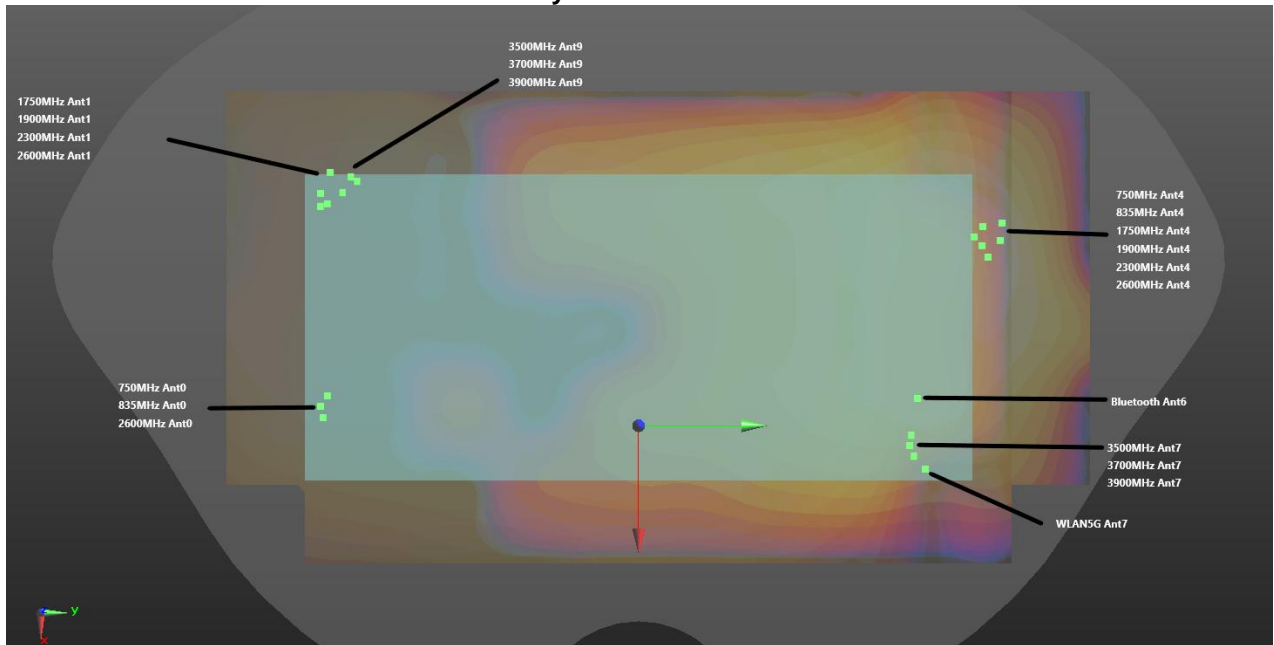 y
3500MHz Ant9
3700MHz Ant9
3900MHz Ant9
1750MHz Ant1
1900MHz Ant1
2300MHz Ant1
2600MHz Ant1
750MHz Ant4
835MHz Ant4
1750MHz Ant4
1900MHz Ant4
2300MHz Ant4
2600MHz Ant4
750MHz Ant0
835MHz Ant0
2600MHz Ant0
Bluetooth Ant6
3500MHz Ant7
3700MHz Ant7
3900MHz Ant7
WLAN5G Ant7
y
x